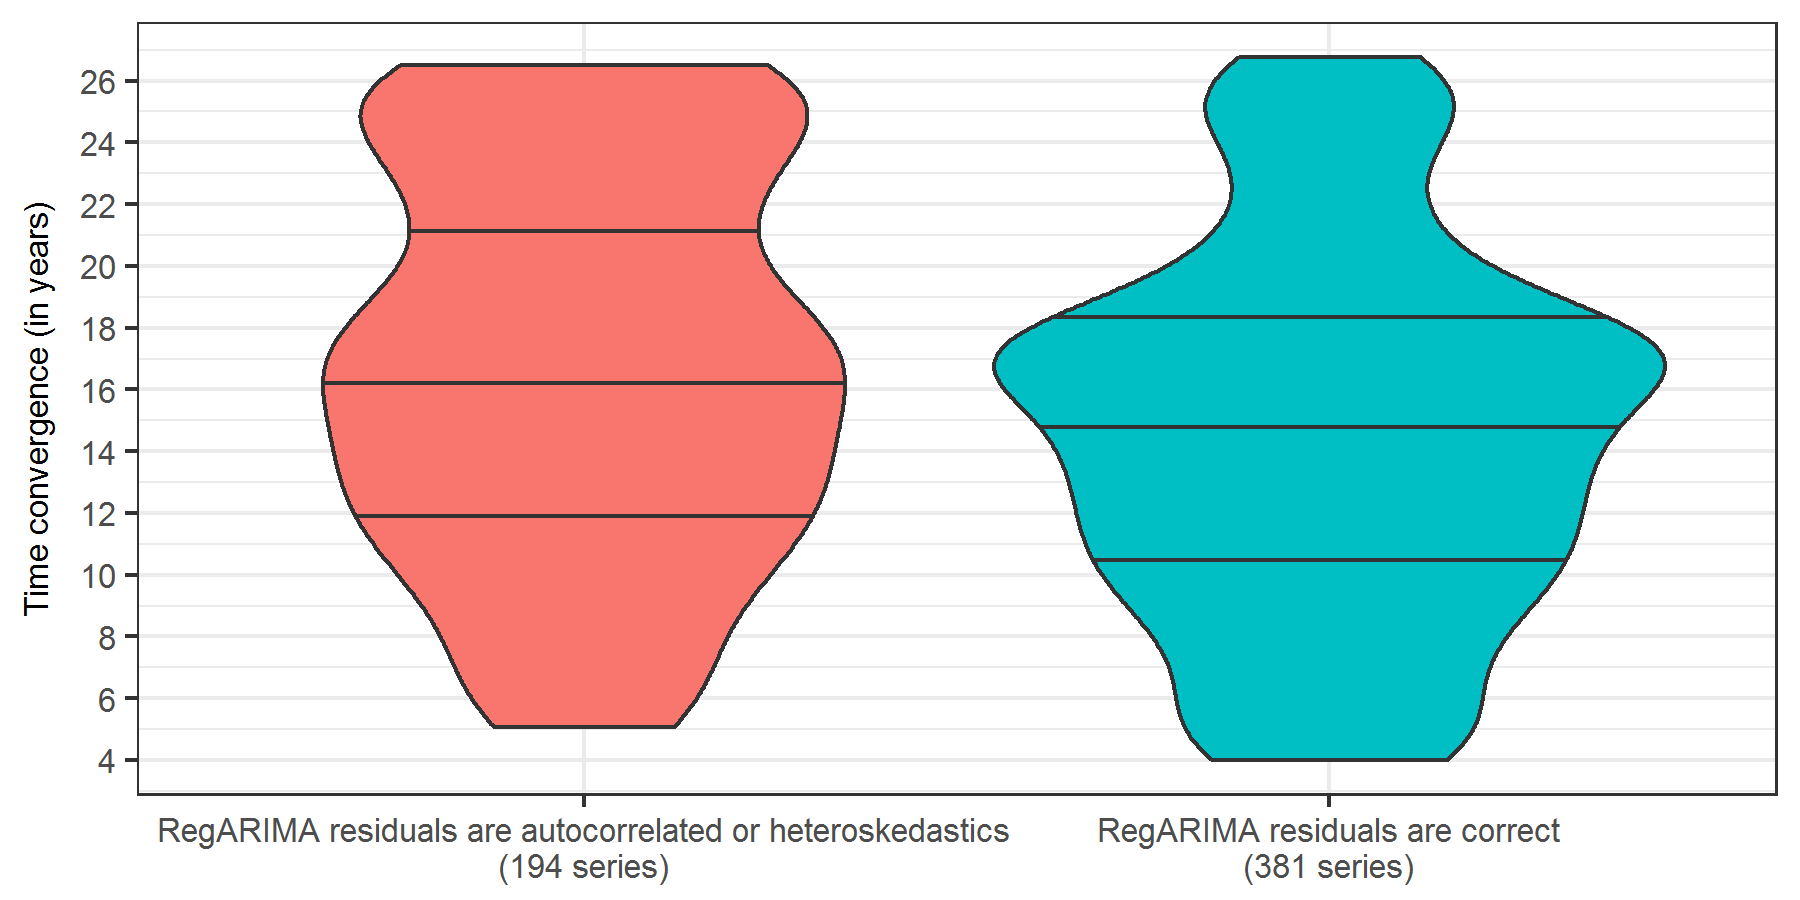 Time convergence (in years)
26
24
22
20
18
16
14
12
10
8
6
4
RegARIMA residuals are autocorrelated or heteroskedastics
(194 series)
RegARIMA residuals are correct
(381 series)